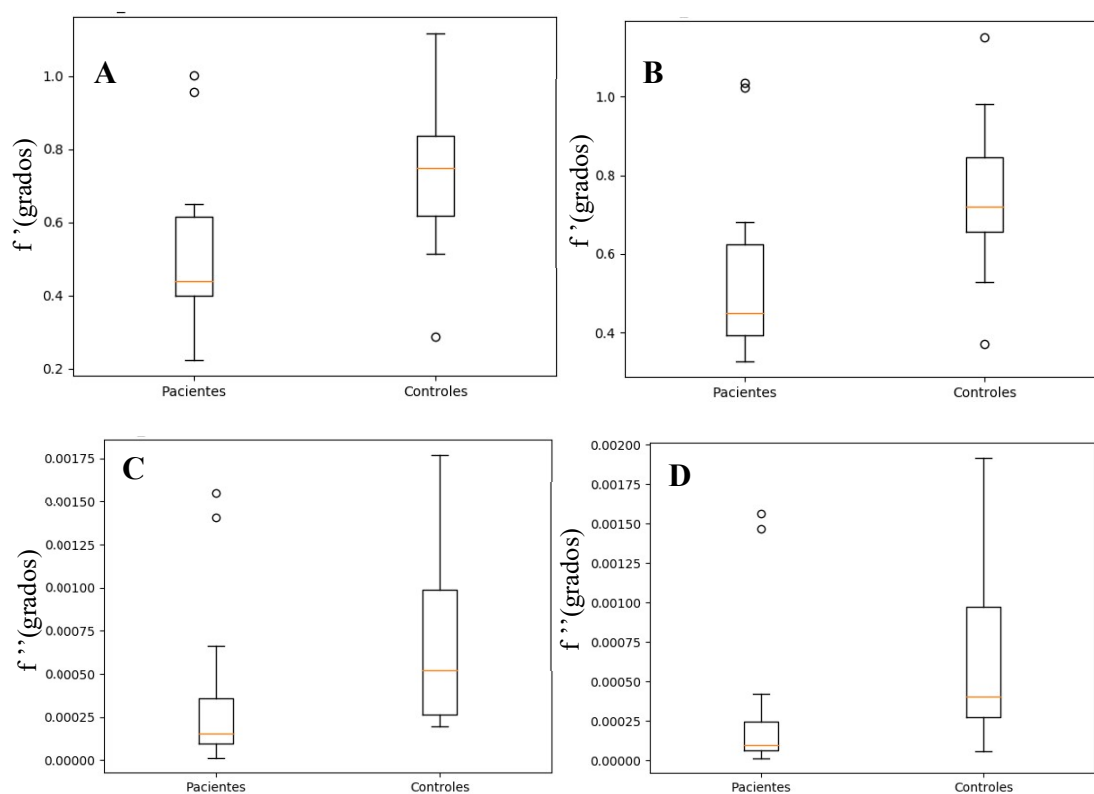 A
f '(grados)
1.0
0.8
0.6
0.4
0.2
Pacientes
Controles
B
f '(grados)
1.0
0.8
0.6
0.4
Pacientes
Controles
C
f ''(grados)
0.00175
0.00150
0.00125
0.00100
0.00075
0.00050
0.00025
0.00000
Pacientes
Controles
D
f ''(grados)
0.00200
0.00175
0.00150
0.00125
0.00100
0.00075
0.00050
0.00025
0.00000
Pacientes
Controles